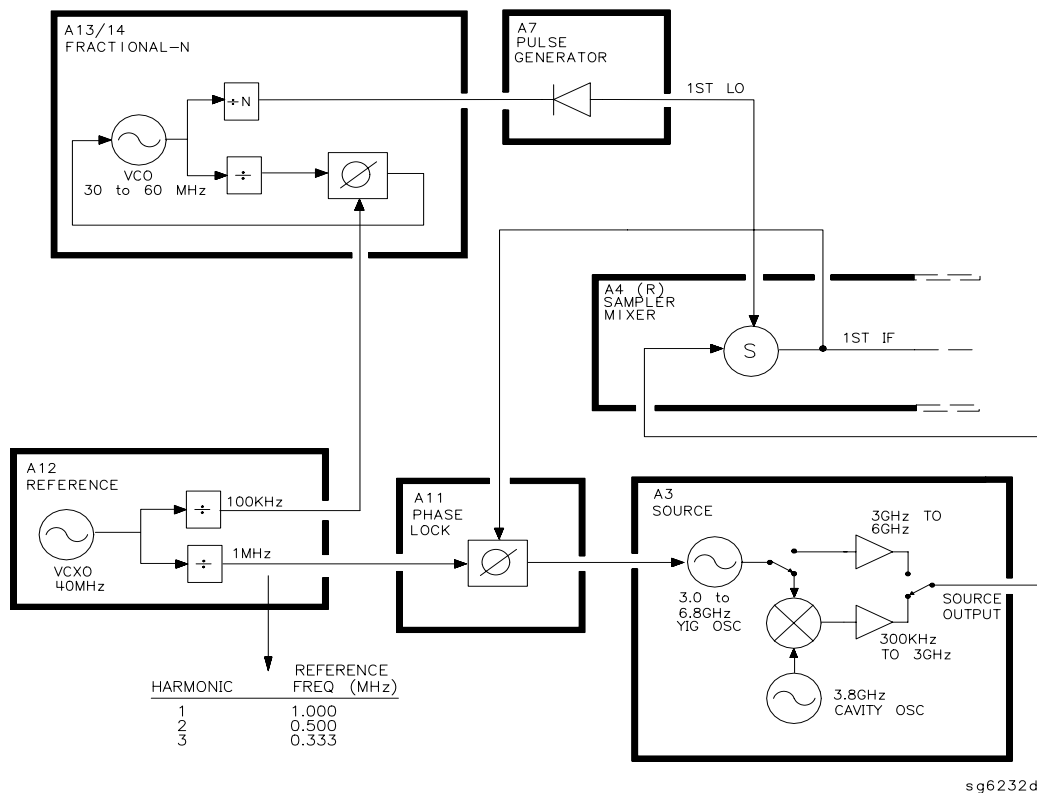 A13/14
FRACTIONAL-N
÷N
VCO
30 to 60 MHz
÷
A7
PULSE
GENERATOR
1ST LO
A4 (R)
SAMPLER
MIXER
S
1ST IF
A12
REFERENCE
÷
100KHz
÷
1MHz
VCXO
40MHz
A11
PHASE
LOCK
A3
SOURCE
3GHz TO
6GHz
3.0 to
6.8GHz
YIG OSC
300KHz
TO 3GHz
SOURCE
OUTPUT
3.8GHz
CAVITY OSC
REFERENCE
HARMONIC FREQ (MHz)
1 1.000
2 0.500
3 0.333
sg6232d